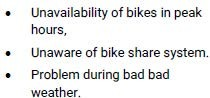 • Unavailability of bikes in peak
hours,
• Unaware of bike share system.
• Problem during bad bad
weather.